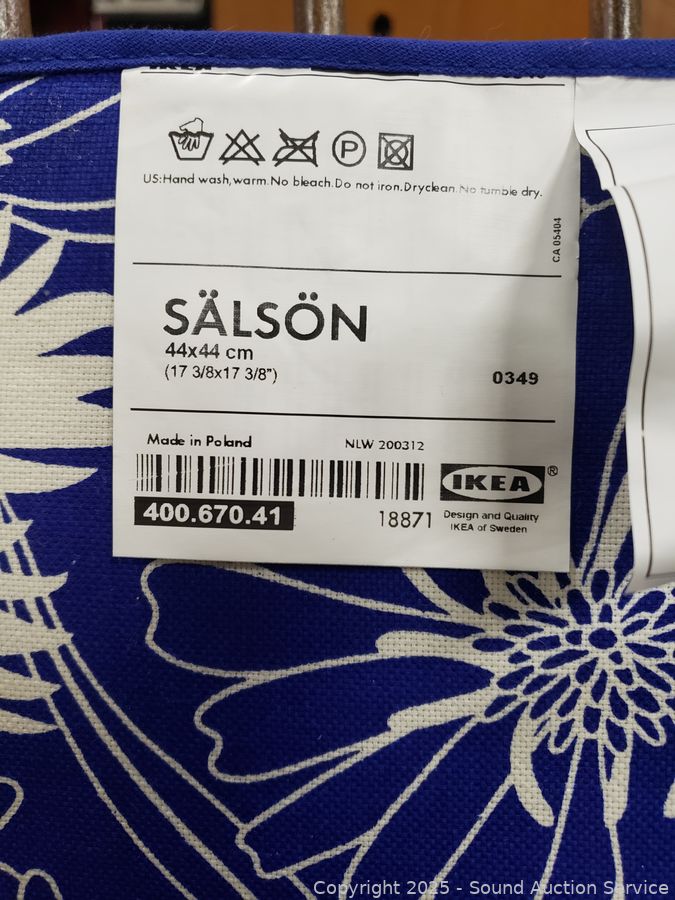 US:Hand wash,warm.No bleach.Do not iron.Dryclean.No tumble dry.
CA 05404
SÄLSÖN
44x44 cm
(17 3/8x17 3/8”)
0349
Made in Poland
NLW 200312
IKEA ®
400.670.41
18871
Design and Quality
IKEA of Sweden
P
Copyright 2025 - Sound Auction Service